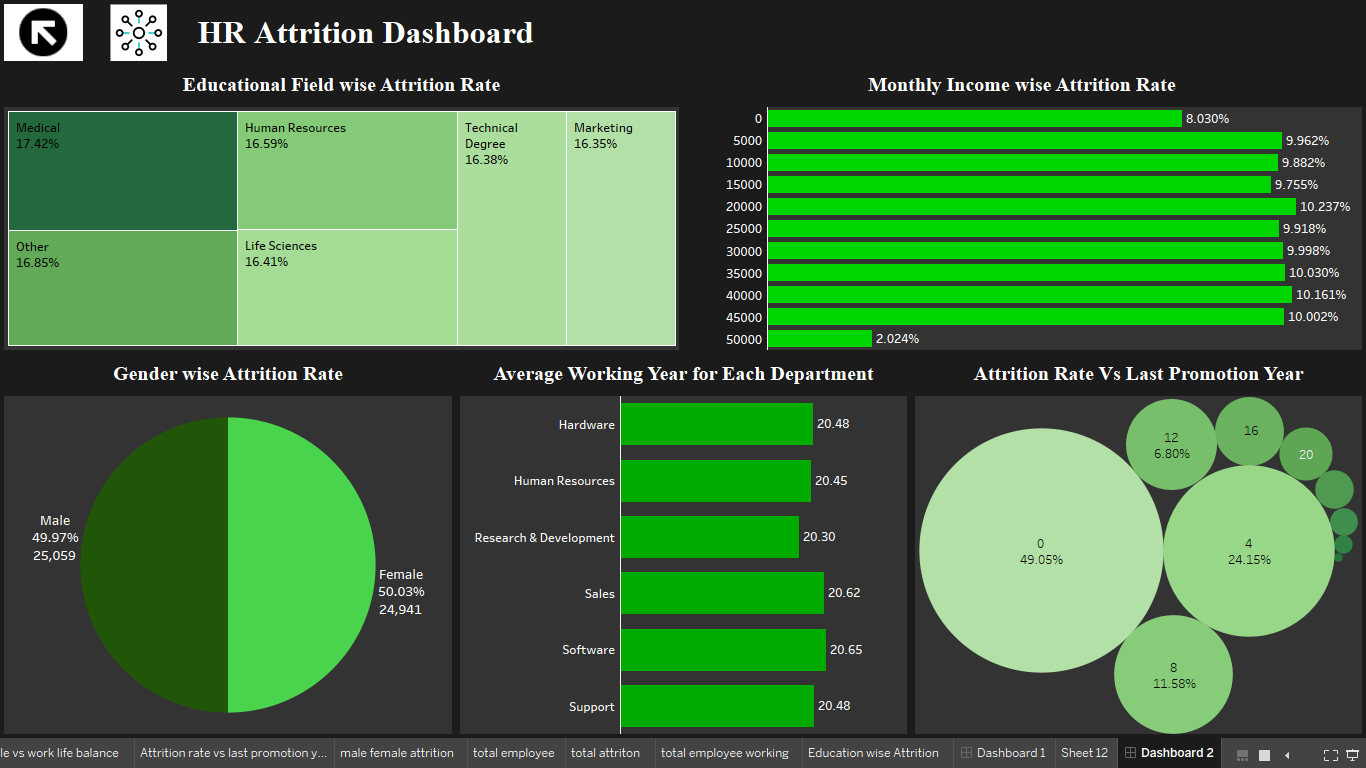 HR Attrition Dashboard
Educational Field wise Attrition Rate
Medical
17.42%
Human Resources
16.59%
Technical
Degree
16.38%
Marketing
16.35%
Other
16.85%
Life Sciences
16.41%
Monthly Income wise Attrition Rate
0 8.030%
5000 9.962%
10000 9.882%
15000 9.755%
20000 10.237%
25000 9.918%
30000 9.998%
35000 10.030%
40000 10.161%
45000 10.002%
50000 2.024%
Gender wise Attrition Rate
Male
49.97%
25,059
Female
50.03%
24,941
Average Working Year for Each Department
Hardware 20.48
Human Resources 20.45
Research & Development 20.30
Sales 20.62
Software 20.65
Support 20.48
Attrition Rate Vs Last Promotion Year
12
6.80%
16
20
0
49.05%
4
24.15%
8
11.58%
le vs work life balance Attrition rate vs last promotion y... male female attrition total employee total attriton total employee working Education wise Attrition Dashboard 1 Sheet 12 Dashboard 2